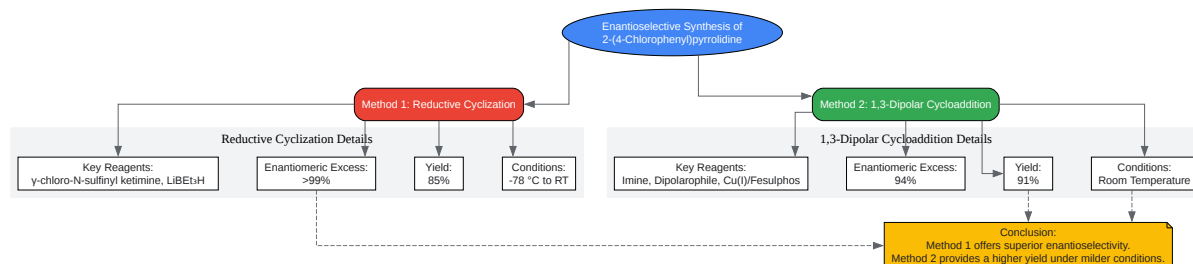 Enantioselective Synthesis of
2-(4-Chlorophenyl)pyrrolidine
Method 1: Reductive Cyclization
Method 2: 1,3-Dipolar Cycloaddition
Reductive Cyclization Details
1,3-Dipolar Cycloaddition Details
Key Reagents:
γ-chloro-N-sulfinyl ketimine, LiBEt₃H
Enantiomeric Excess:
>99%
Yield:
85%
Conditions:
-78 °C to RT
Key Reagents:
Imine, Dipolarophile, Cu(I)/Fesulphos
Enantiomeric Excess:
94%
Yield:
91%
Conditions:
Room Temperature
Conclusion:
Method 1 offers superior enantioselectivity.
Method 2 provides a higher yield under milder conditions.